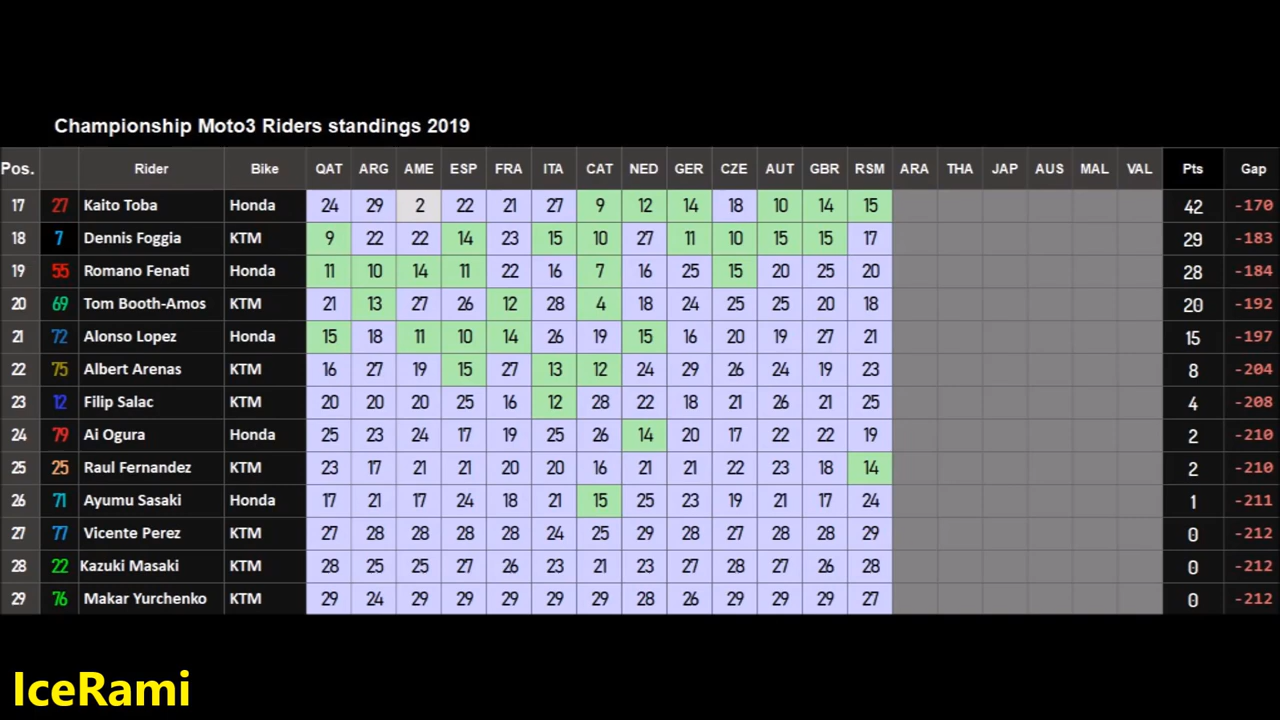 Championship Moto3 Riders standings 2019
Pos. Rider Bike QAT ARG AME ESP FRA ITA CAT NED GER CZE AUT GBR RSM ARA THA JAP AUS MAL VAL Pts Gap
17 27 Kaito Toba Honda 24 29 2 22 21 27 9 12 14 18 10 14 15 42 -170
18 7 Dennis Foggia KTM 9 22 22 14 23 15 10 27 11 10 15 15 17 29 -183
19 55 Romano Fenati Honda 11 10 14 11 22 16 7 16 25 15 20 25 20 28 -184
20 69 Tom Booth-Amos KTM 21 13 27 26 12 28 4 18 24 25 25 20 18 20 -192
21 72 Alonso Lopez Honda 15 18 11 10 14 26 19 15 16 20 19 27 21 15 -197
22 75 Albert Arenas KTM 16 27 19 15 27 13 12 24 29 26 24 19 23 8 -204
23 12 Filip Salac KTM 20 20 20 25 16 12 28 22 18 21 26 21 25 4 -208
24 79 Ai Ogura Honda 25 23 24 17 19 25 26 14 20 17 22 22 19 2 -210
25 25 Raul Fernandez KTM 23 17 21 21 20 20 16 21 21 22 23 18 14 2 -210
26 71 Ayumu Sasaki Honda 17 21 17 24 18 21 15 25 23 19 21 17 24 1 -211
27 77 Vicente Perez KTM 27 28 28 28 28 24 25 29 28 27 28 28 29 0 -212
28 22 Kazuki Masaki KTM 28 25 25 27 26 23 21 23 27 28 27 26 28 0 -212
29 76 Makar Yurchenko KTM 29 24 29 29 29 29 29 28 26 29 29 29 27 0 -212
IceRami